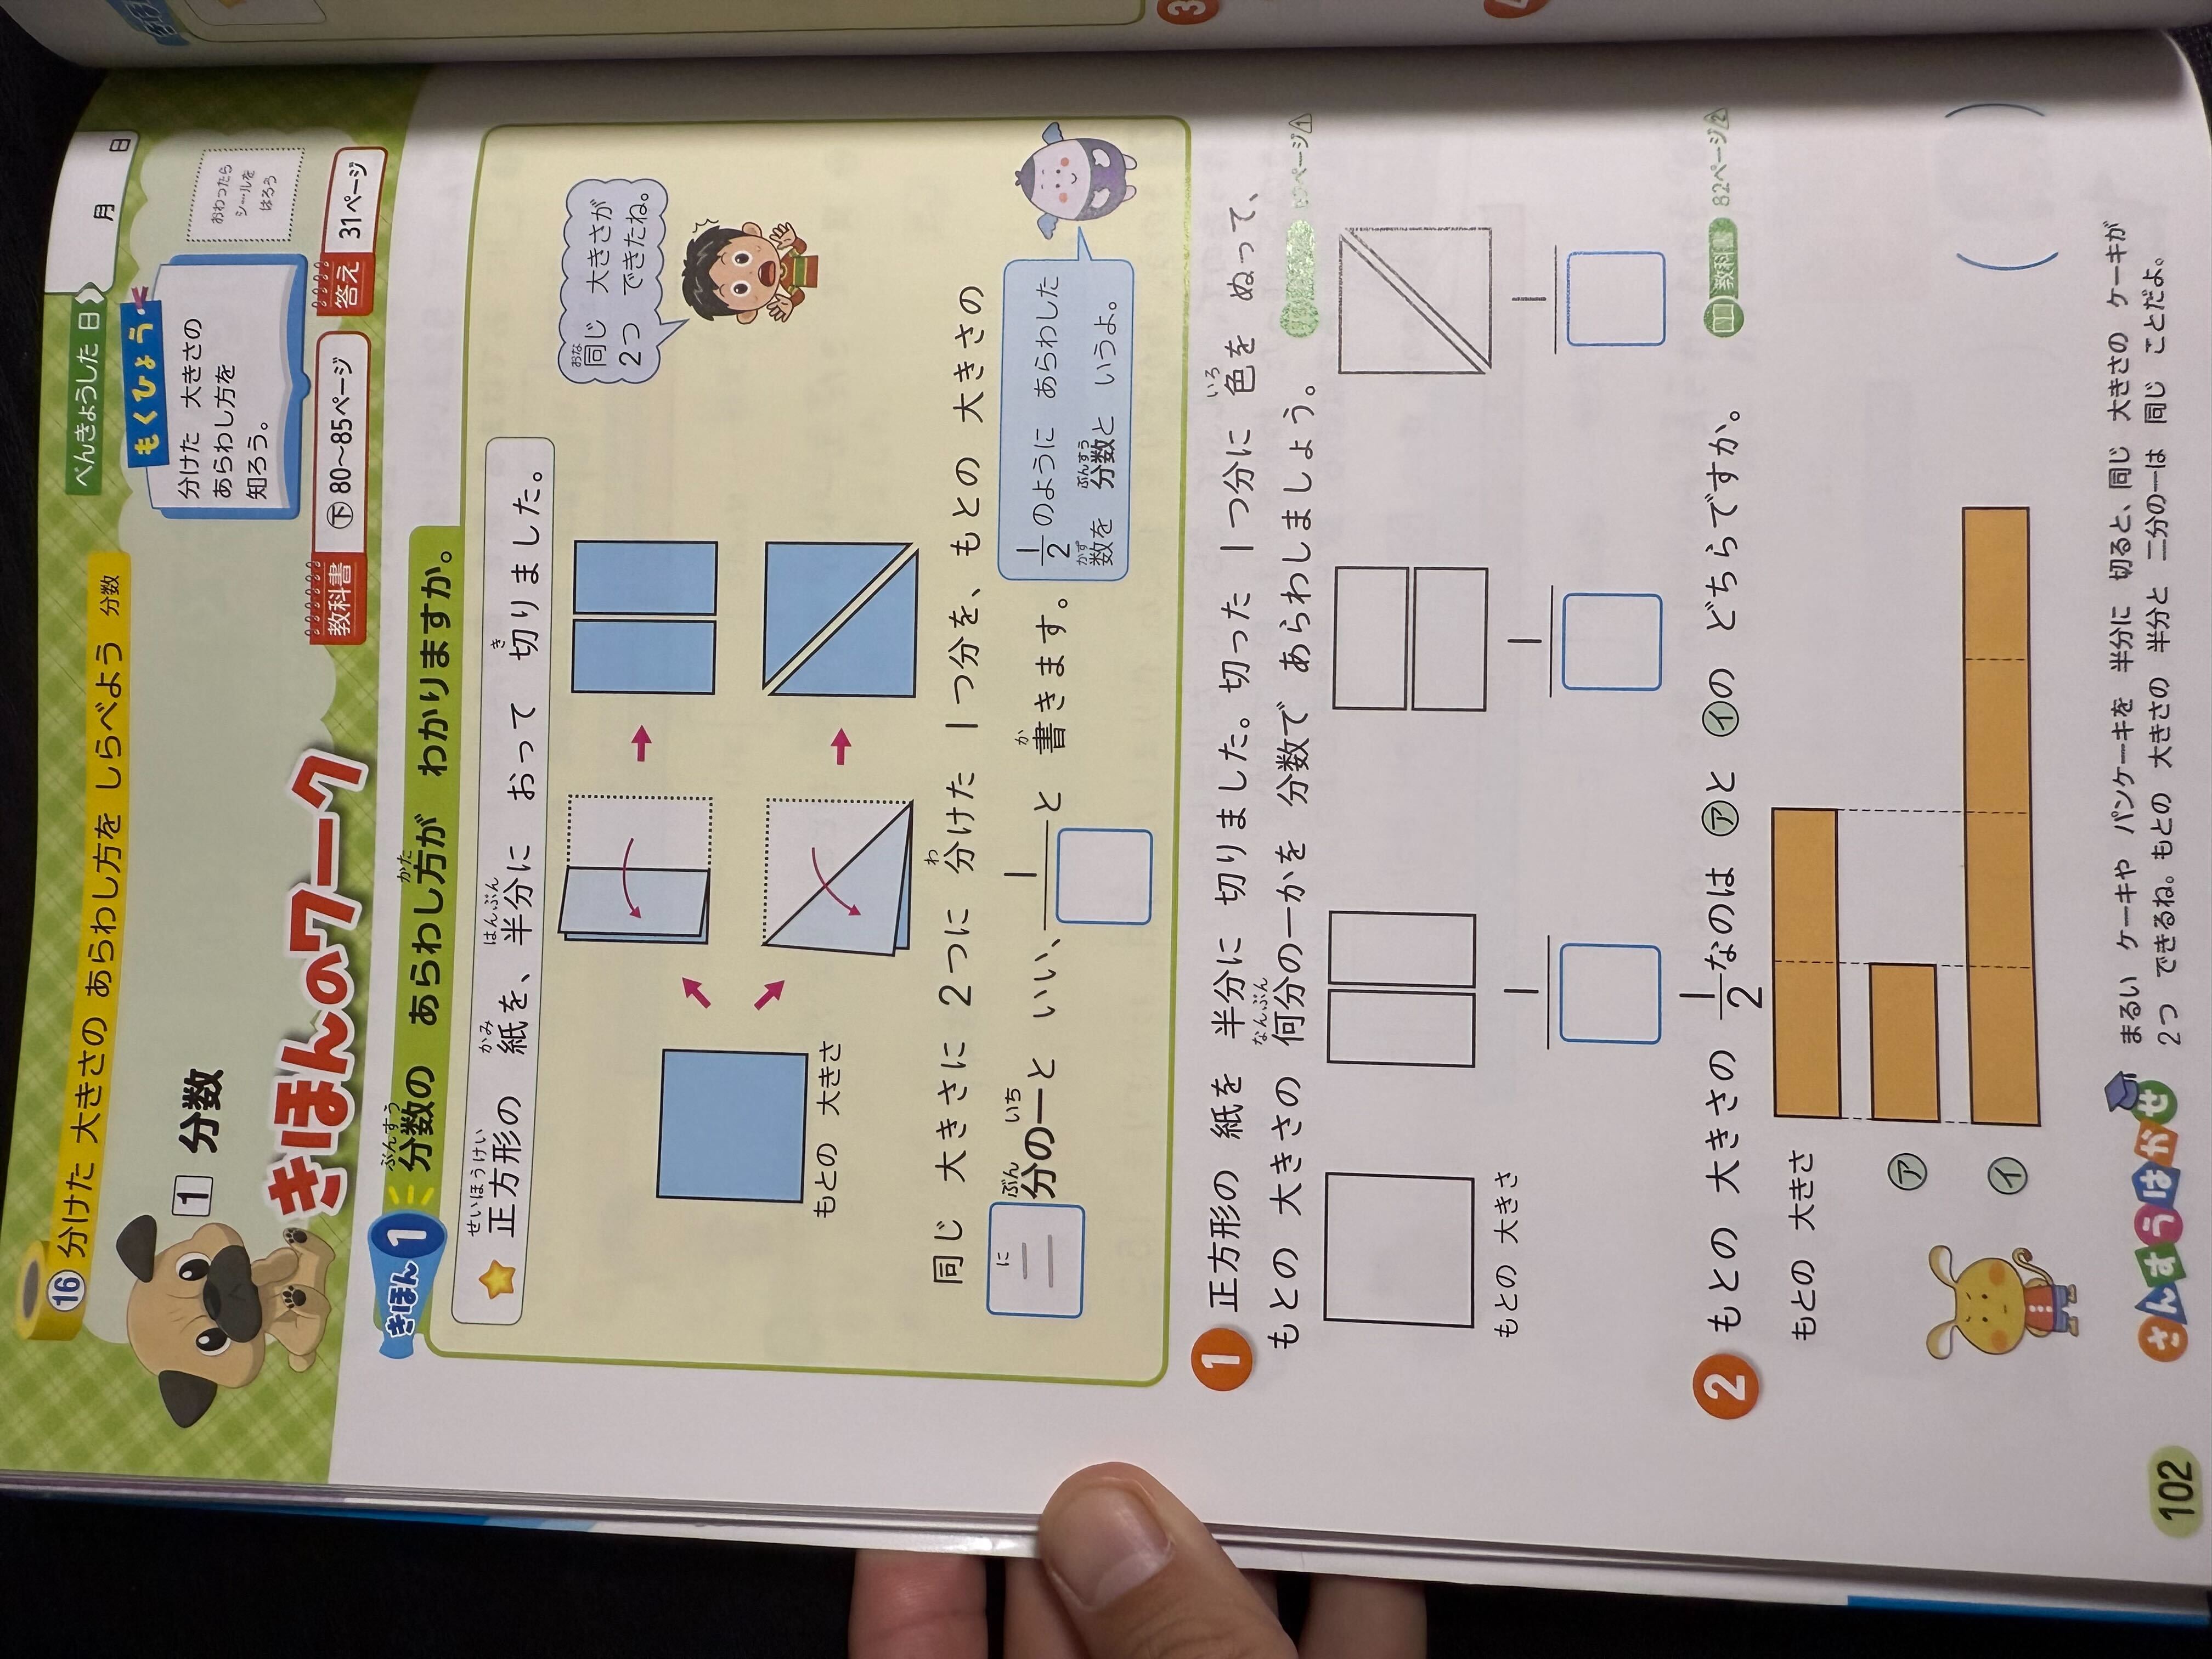 べんきょうした 日 月 日
⑯ 分けた 大きさの あらわし方を しらべよう 分数
1 分数
きほんのワーク
もくひょう
分けた 大きさの
あらわし方を
知ろう。
おわったら
シールを
はろう
教科書 下 80～85ページ 答え 31ページ
きほん 1 分数の あらわし方が わかりますか。
正方形の 紙を、半分に おって 切りました。
もとの 大きさ
同じ 大きさが
2つ できたね。
同じ 大きさに 2つに 分けた 1つ分を、もとの 大きさの
二 分の一と いい、 1/□ と 書きます。
1/2のように あらわした
数を 分数と いうよ。
1 正方形の 紙を 半分に 切りました。切った 1つ分に 色を ぬって、
もとの 大きさの 何分の一かを 分数で あらわしましょう。
ページ1
もとの 大きさ
1/□ 1/□ 1/□
2 もとの 大きさの 1/2なのは ㋐と ㋑の どちらですか。
教科書 82ページ2
もとの 大きさ
㋐
㋑
( )
さんすうはかせ
まるい ケーキや パンケーキを 半分に 切ると、同じ 大きさの ケーキが
2つ できるね。もとの 大きさの 半分と 二分の一は 同じ ことだよ。
102